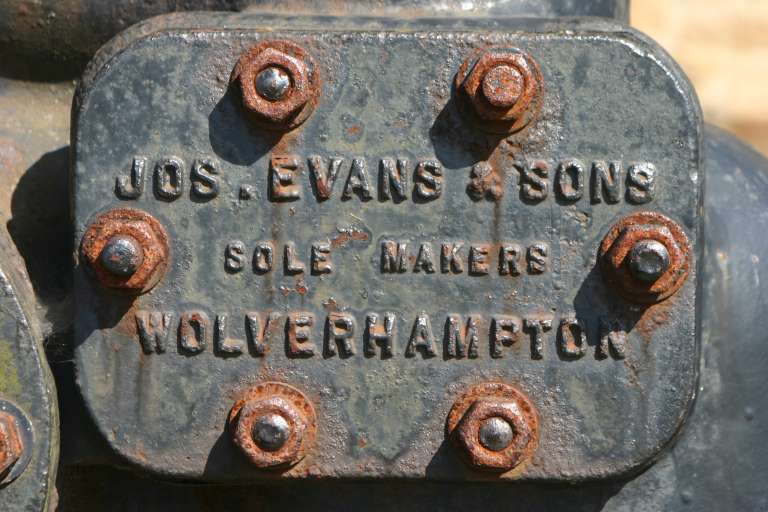 JOS. EVANS & SONS
SOLE MAKERS
WOLVERHAMPTON